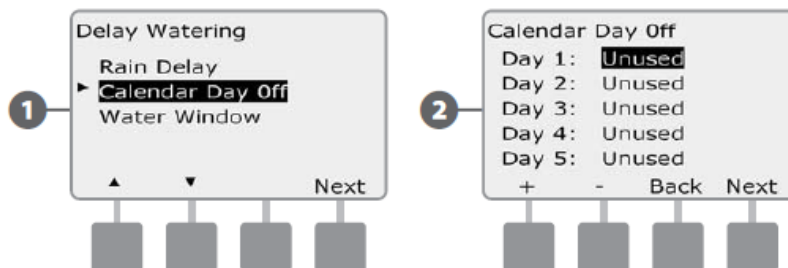 1
Delay Watering
Rain Delay
► Calendar Day Off
Water Window
▲ ▼ Next
2
Calendar Day Off
Day 1: Unused
Day 2: Unused
Day 3: Unused
Day 4: Unused
Day 5: Unused
+ - Back Next